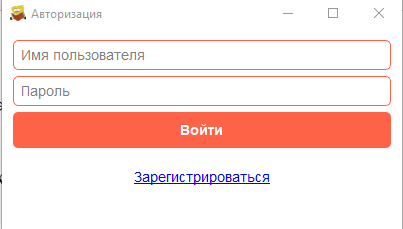 Авторизация
Имя пользователя
Пароль
Войти
Зарегистрироваться